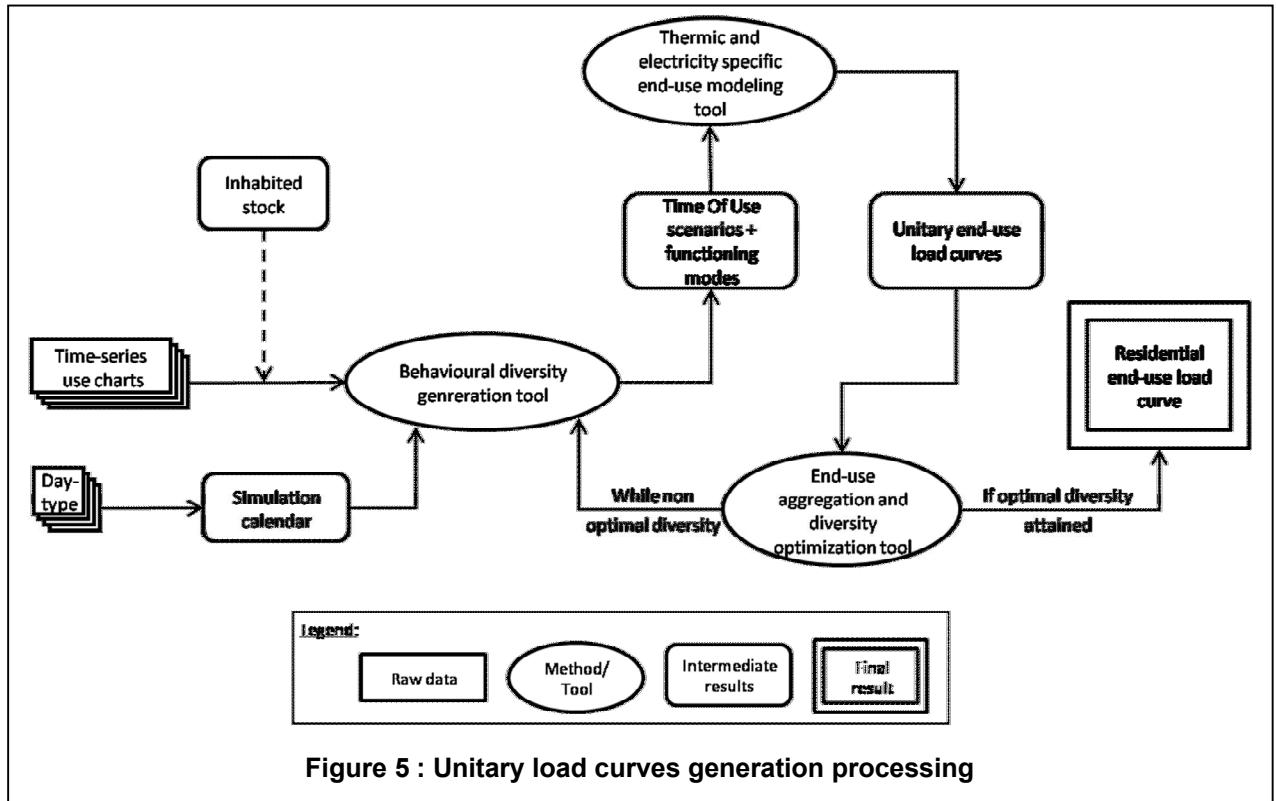 Thermic and
electricity specific
end-use modeling
tool
Inhabited
stock
Time Of Use
scenarios +
functioning
modes
Unitary end-use
load curves
Time-series
use charts
Behavioural diversity
genreration tool
Residential
end-use load
curve
Day-
type
Simulation
calendar
While non
optimal diversity
End-use
aggregation and
diversity
optimization tool
If optimal diversity
attained
Legend:
Raw data
Method/
Tool
Intermediate
results
Final
result
Figure 5 : Unitary load curves generation processing